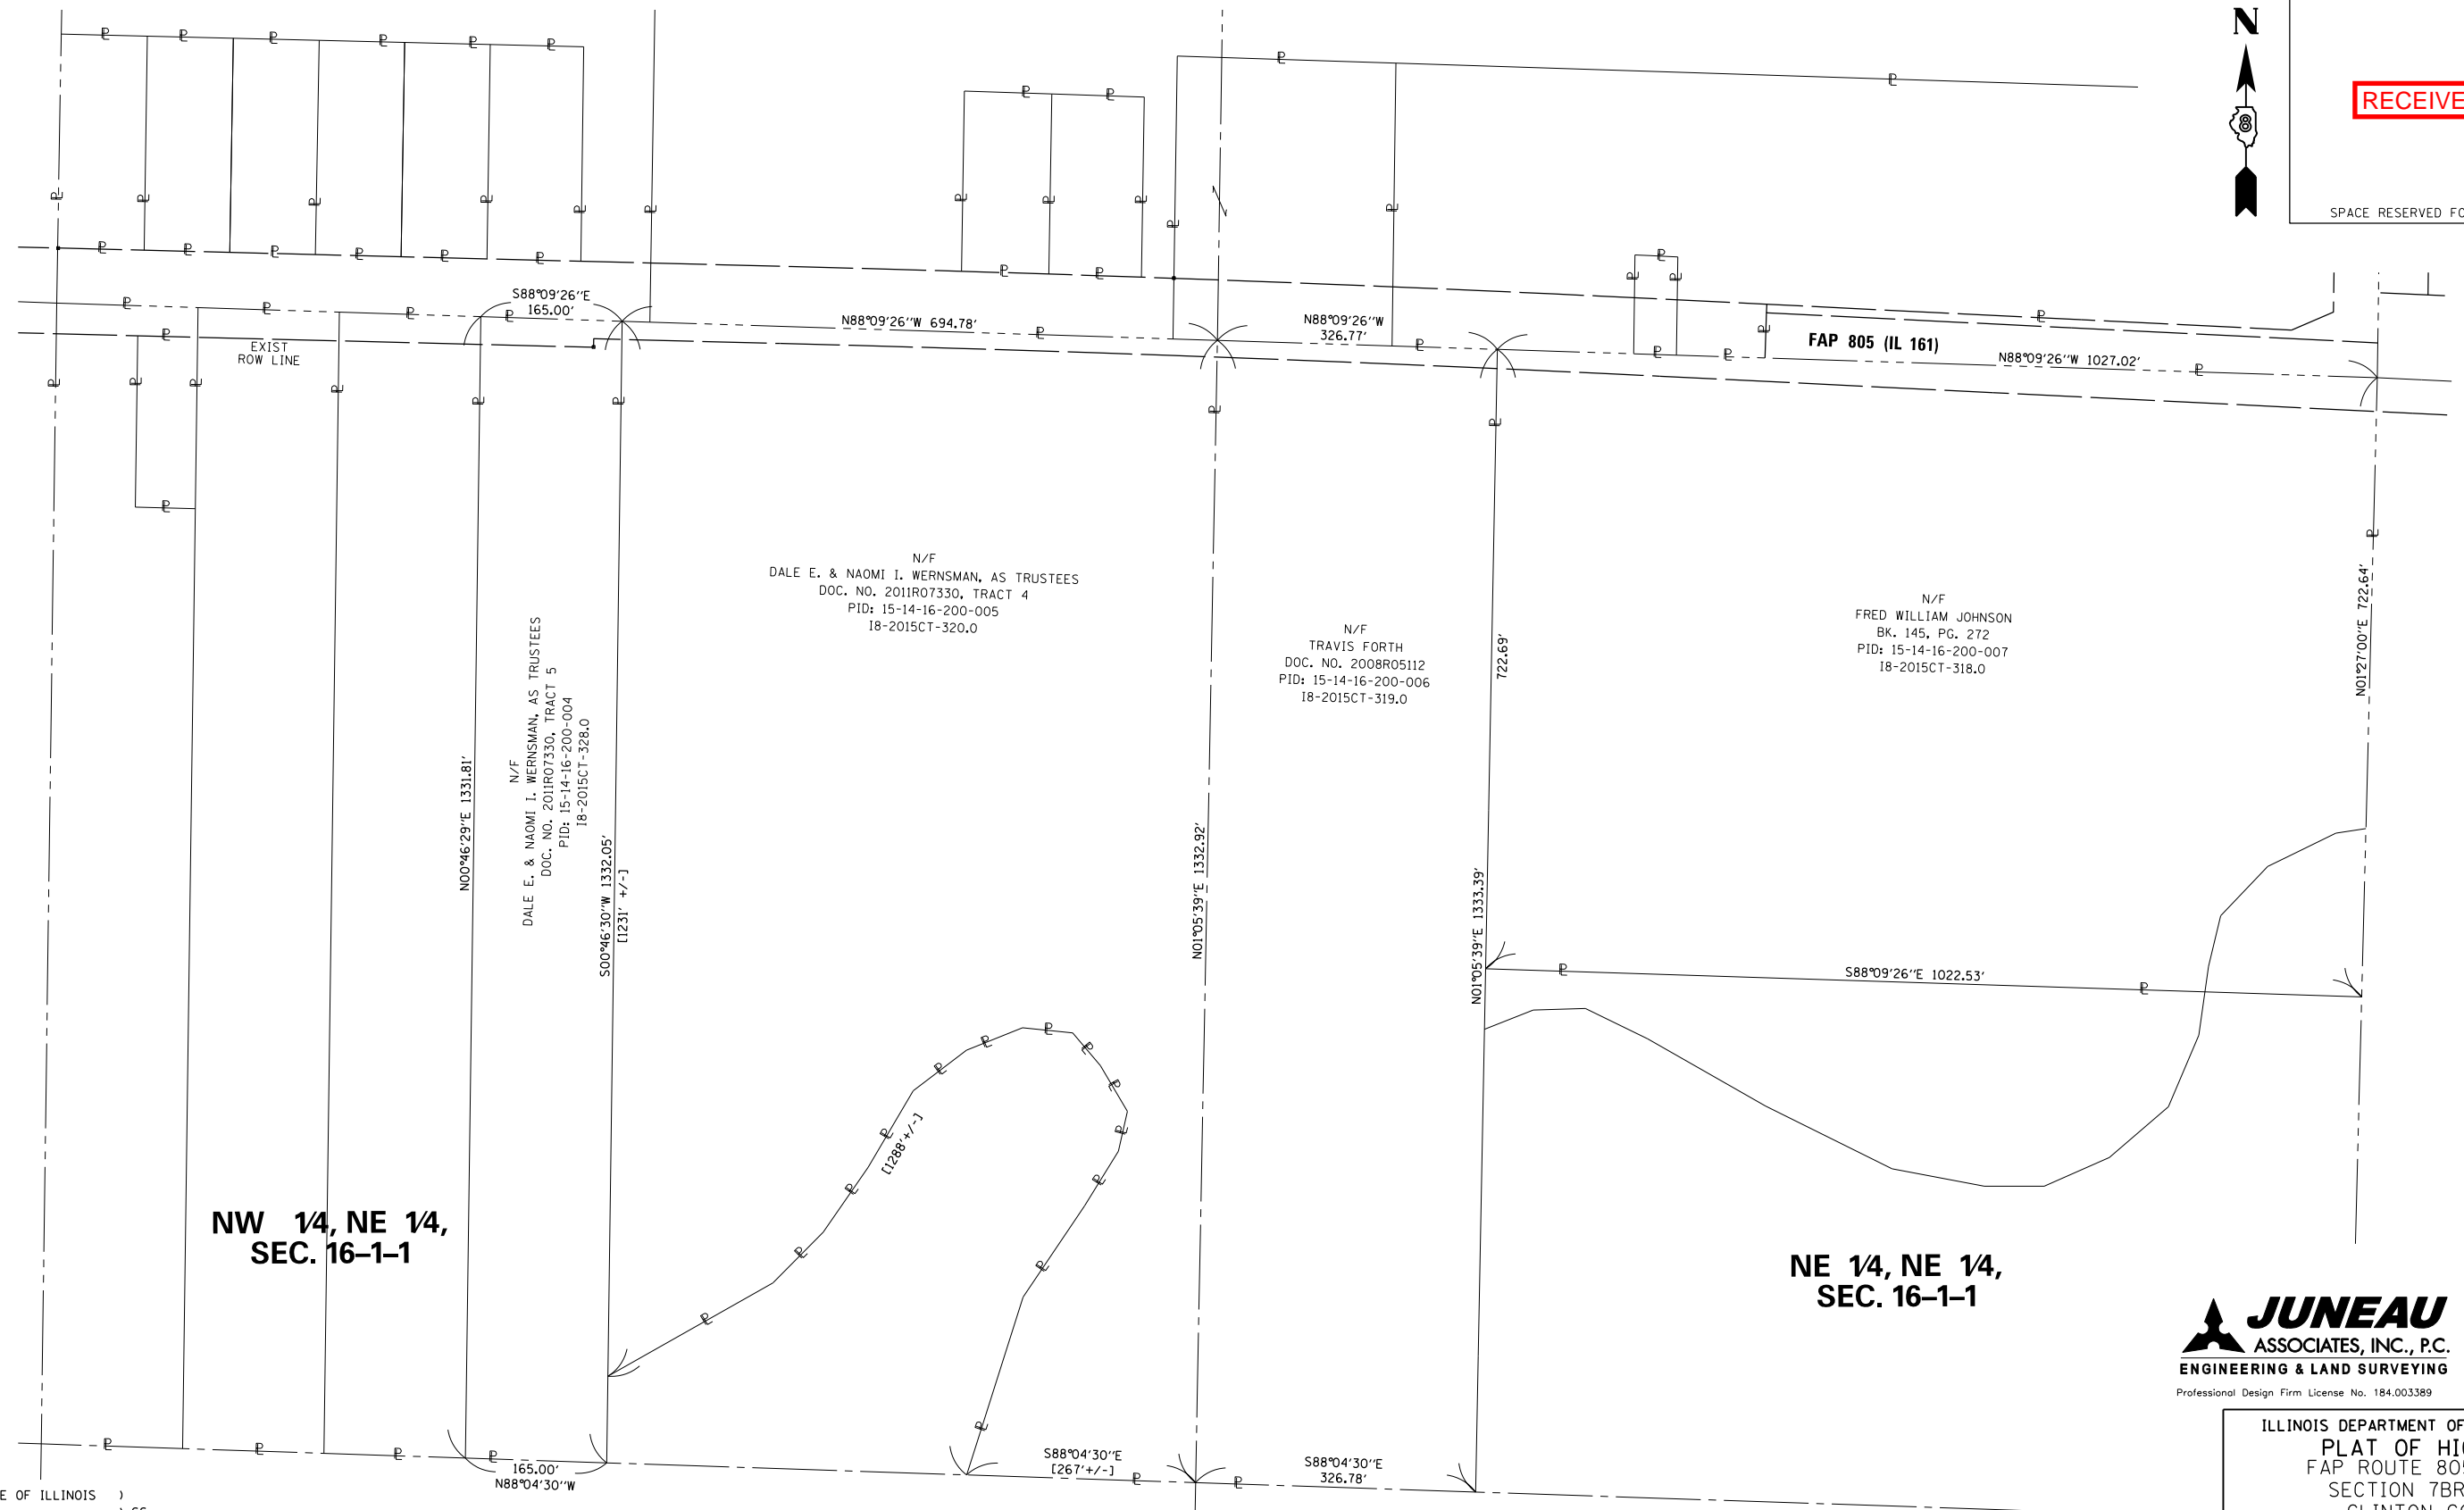 N
8
RECEIVE
SPACE RESERVED FO
S88°09'26"E
165.00'
N88°09'26"W 694.78'
N88°09'26"W
326.77'
FAP 805 (IL 161)
N88°09'26"W 1027.02'
EXIST
ROW LINE
N/F
DALE E. & NAOMI I. WERNSMAN, AS TRUSTEES
DOC. NO. 2011R07330, TRACT 4
PID: 15-14-16-200-005
I8-2015CT-320.0
N/F
TRAVIS FORTH
DOC. NO. 2008R05112
PID: 15-14-16-200-006
I8-2015CT-319.0
N/F
FRED WILLIAM JOHNSON
BK. 145, PG. 272
PID: 15-14-16-200-007
I8-2015CT-318.0
N/F
DALE E. & NAOMI I. WERNSMAN, AS TRUSTEES
DOC. NO. 2011R07330, TRACT 5
PID: 15-14-16-200-004
I8-2015CT-328.0
N00°46'29"E 1331.81'
S00°46'30"W 1332.05'
[1231' +/-]
N01°05'39"E 1332.92'
722.69'
N01°05'39"E 1333.39'
N01°27'00"E 722.64'
S88°09'26"E 1022.53'
[1288'+/-]
NW 1/4, NE 1/4,
SEC. 16–1–1
NE 1/4, NE 1/4,
SEC. 16–1–1
165.00'
N88°04'30"W
S88°04'30"E
[267'+/-]
S88°04'30"E
326.78'
JUNEAU
ASSOCIATES, INC., P.C.
ENGINEERING & LAND SURVEYING
Professional Design Firm License No. 184.003389
ILLINOIS DEPARTMENT OF
PLAT OF HI
FAP ROUTE 80
SECTION 7B
E OF ILLINOIS )